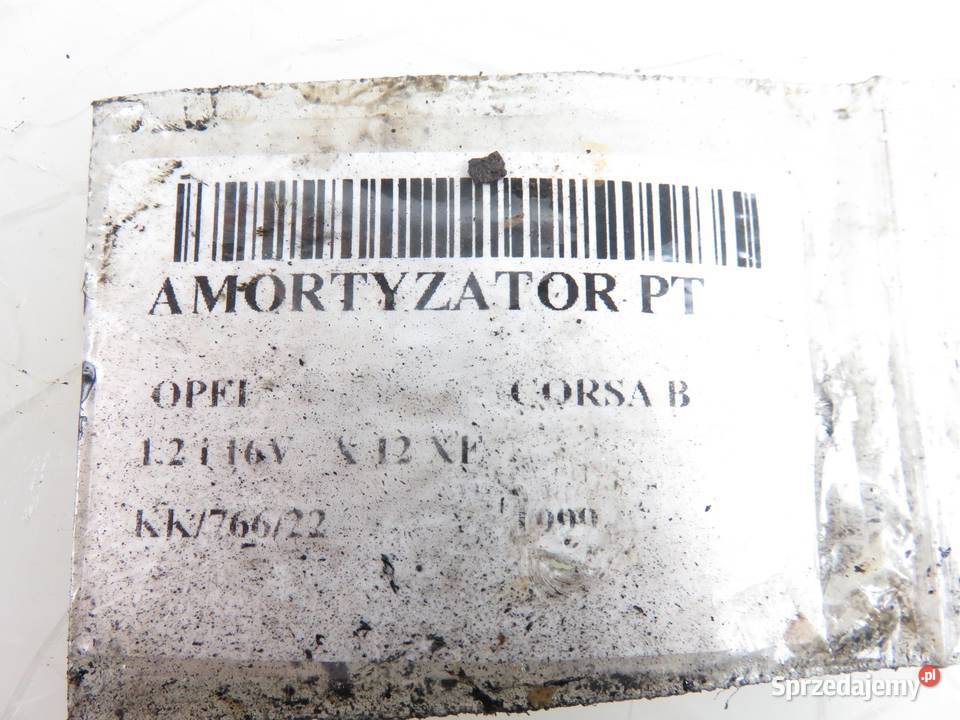 AMORTYZATOR PT
OPEL CORSA B
1.2 i 16V X 12 XE
KK/766/22 1999
Sprzedajemy.pl